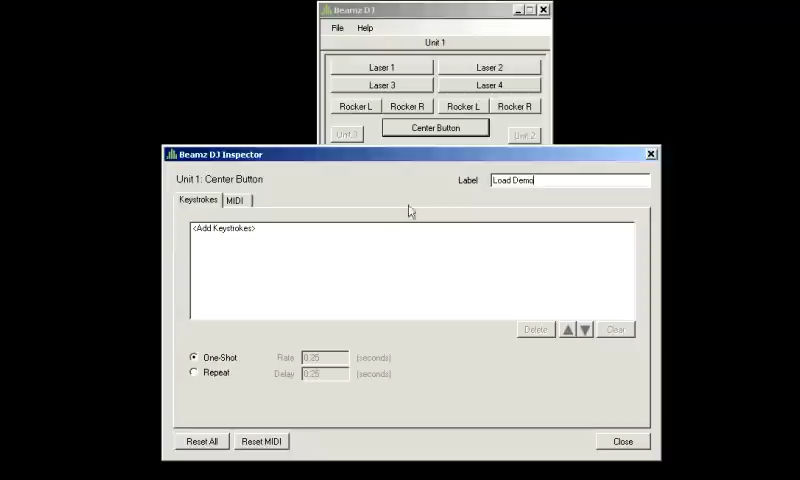 Beamz DJ
File Help
Unit 1
Laser 1 Laser 2
Laser 3 Laser 4
Rocker L Rocker R Rocker L Rocker R
Unit 3 Center Button Unit 2
Beamz DJ Inspector
Unit 1: Center Button Label Load Demo
Keystrokes MIDI
<Add Keystrokes>
Delete Clear
One-Shot Rate 0.25 (seconds)
Repeat Delay 0.25 (seconds)
Reset All Reset MIDI Close